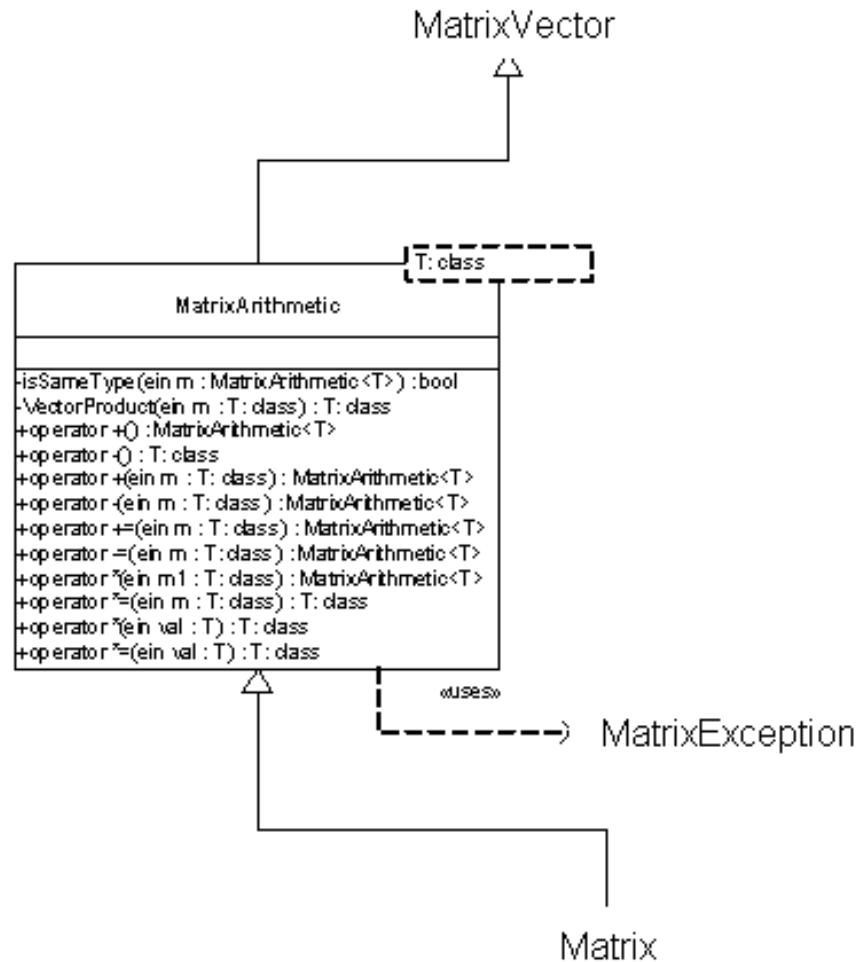 MatrixVector
T: class
MatrixArithmetic
-isSameType(ein m : MatrixArithmetic<T>) : bool
-VectorProduct(ein m : T: class) : T: class
+operator +() : MatrixArithmetic<T>
+operator -() : T: class
+operator +(ein m : T: class) : MatrixArithmetic<T>
+operator -(ein m : T: class) : MatrixArithmetic<T>
+operator +=(ein m : T: class) : MatrixArithmetic<T>
+operator -=(ein m : T:class) : MatrixArithmetic<T>
+operator *(ein m1 : T: class) : MatrixArithmetic<T>
+operator *=(ein m : T: class) : T: class
+operator *(ein val : T) : T: class
+operator *=(ein val : T) : T: class
«uses»
MatrixException
Matrix